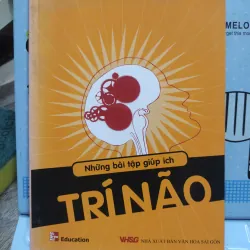 MELO
Những bài tập giúp ích
TRÍ NÃO
Education
VHSG NHÀ XUẤT BẢN VĂN HÓA SÀI GÒN